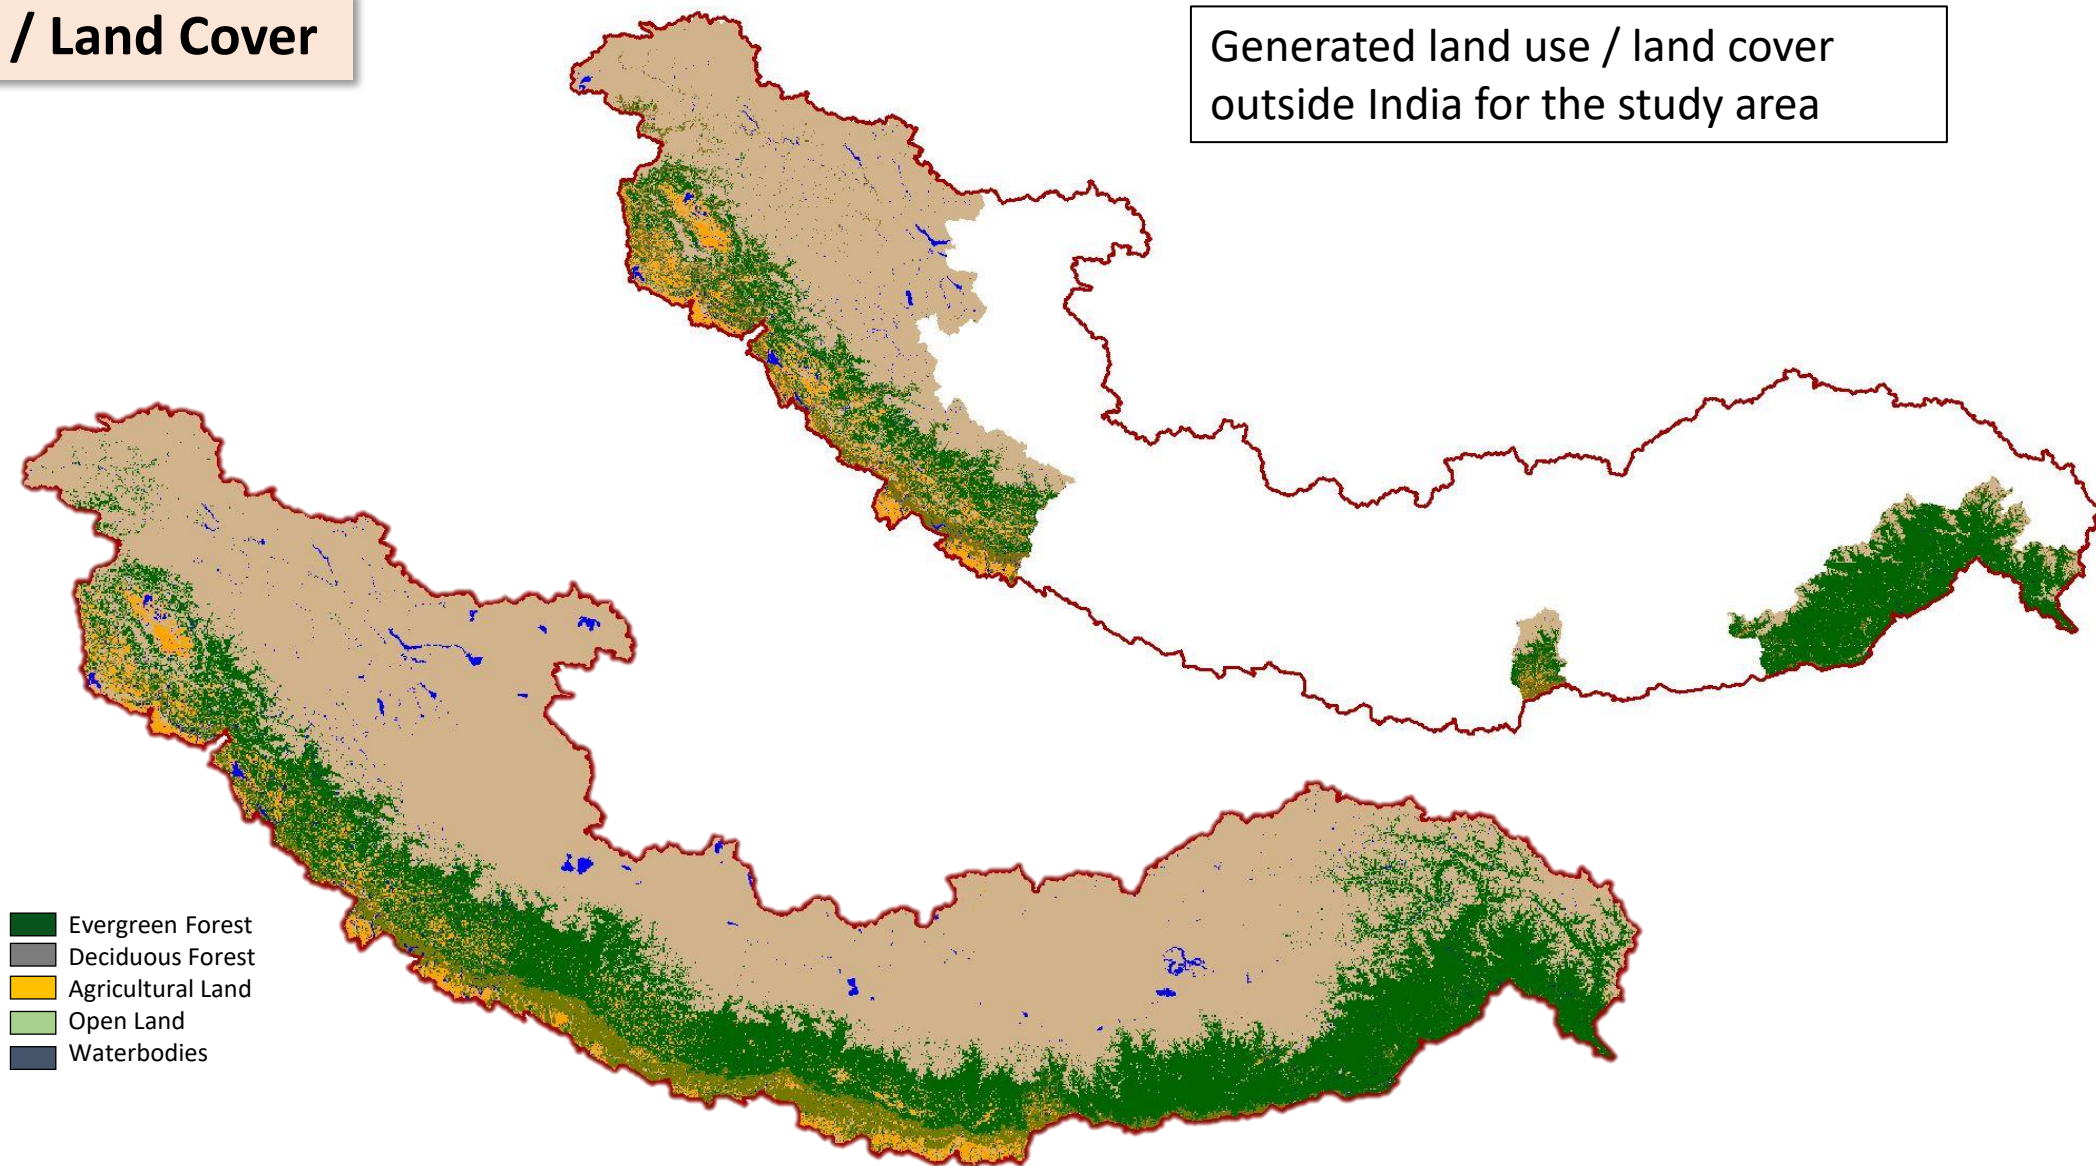 / Land Cover
Generated land use / land cover
outside India for the study area
Evergreen Forest
Deciduous Forest
Agricultural Land
Open Land
Waterbodies